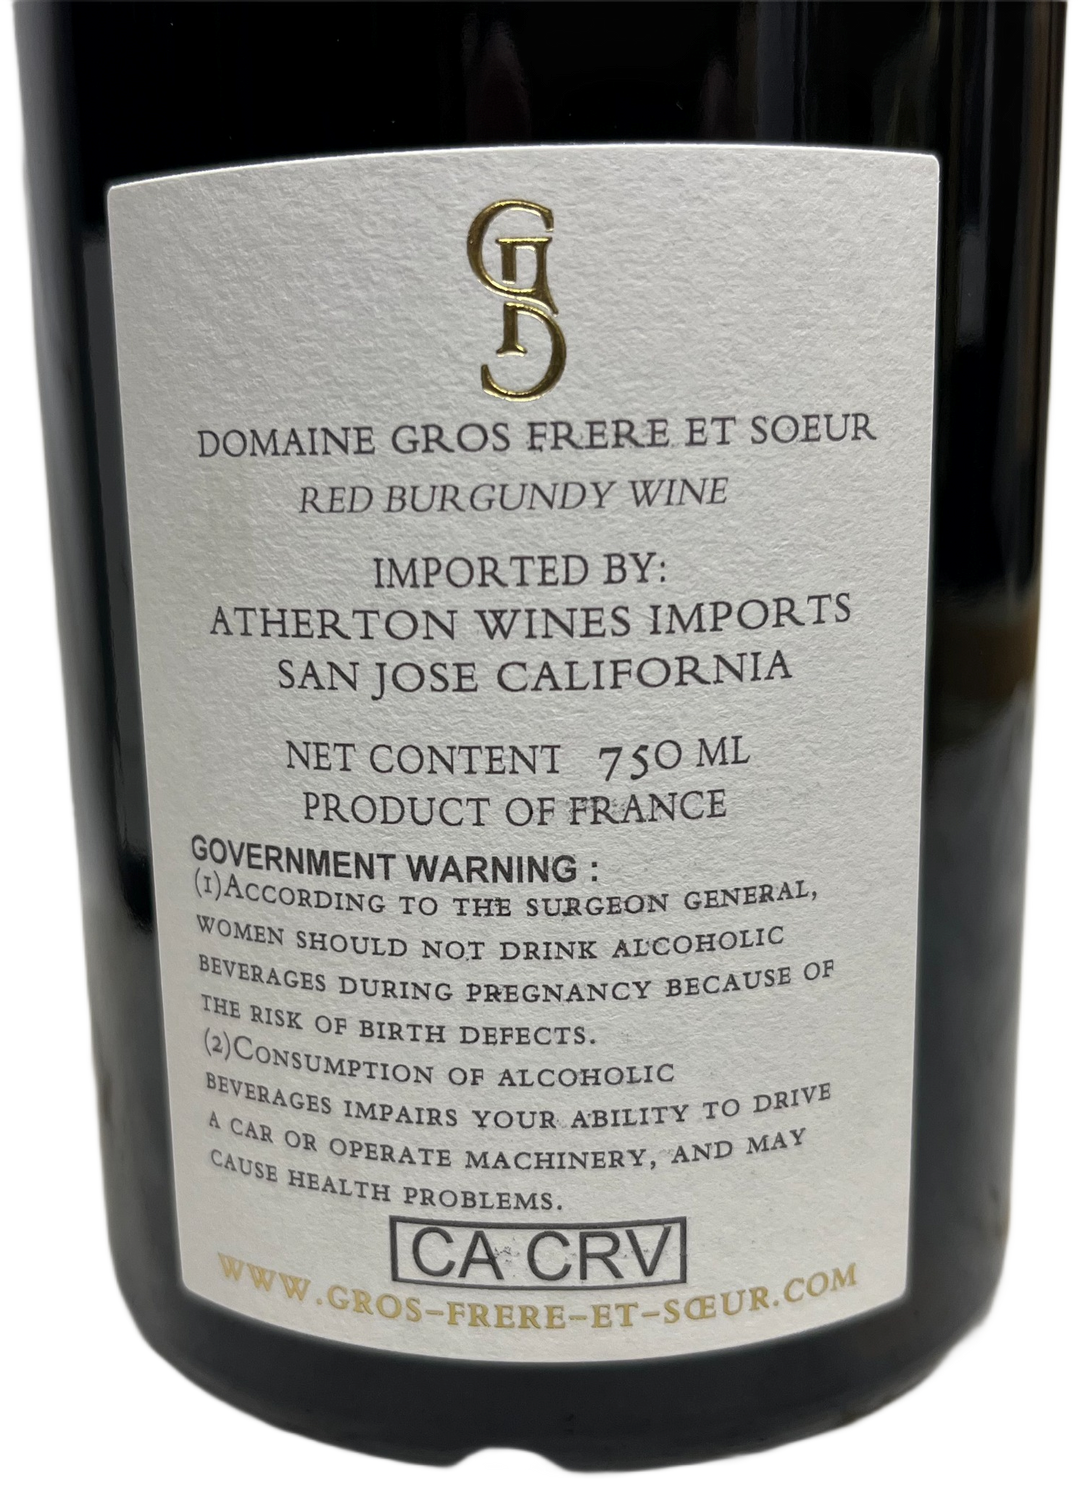 DOMAINE GROS FRERE ET SOEUR
RED BURGUNDY WINE
IMPORTED BY:
ATHERTON WINES IMPORTS
SAN JOSE CALIFORNIA
NET CONTENT 750 ML
PRODUCT OF FRANCE
GOVERNMENT WARNING :
(1)ACCORDING TO THE SURGEON GENERAL,
WOMEN SHOULD NOT DRINK ALCOHOLIC
BEVERAGES DURING PREGNANCY BECAUSE OF
THE RISK OF BIRTH DEFECTS.
(2)CONSUMPTION OF ALCOHOLIC
BEVERAGES IMPAIRS YOUR ABILITY TO DRIVE
A CAR OR OPERATE MACHINERY, AND MAY
CAUSE HEALTH PROBLEMS.
CA CRV
WWW.GROS-FRERE-ET-SŒUR.COM